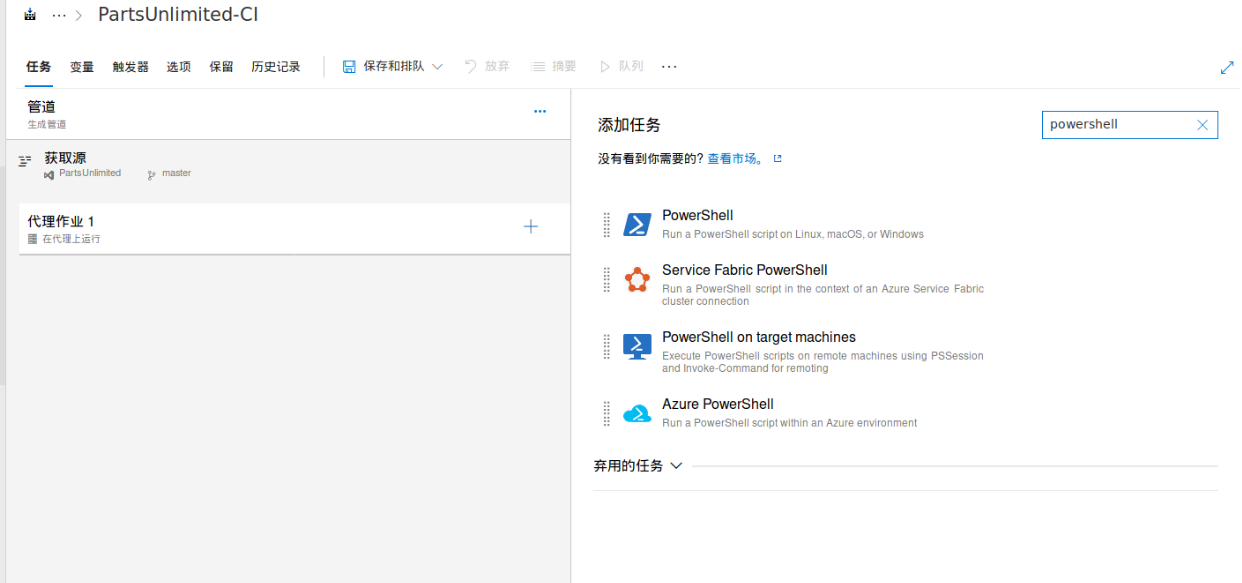 ··· > PartsUnlimited-CI
任务 变量 触发器 选项 保留 历史记录 保存和排队 放弃 摘要 队列 ···
管道
生成管道
···
获取源
PartsUnlimited master
代理作业 1
在代理上运行
添加任务
powershell
没有看到你需要的? 查看市场。
PowerShell
Run a PowerShell script on Linux, macOS, or Windows
Service Fabric PowerShell
Run a PowerShell script in the context of an Azure Service Fabric
cluster connection
PowerShell on target machines
Execute PowerShell scripts on remote machines using PSSession
and Invoke-Command for remoting
Azure PowerShell
Run a PowerShell script within an Azure environment
弃用的任务